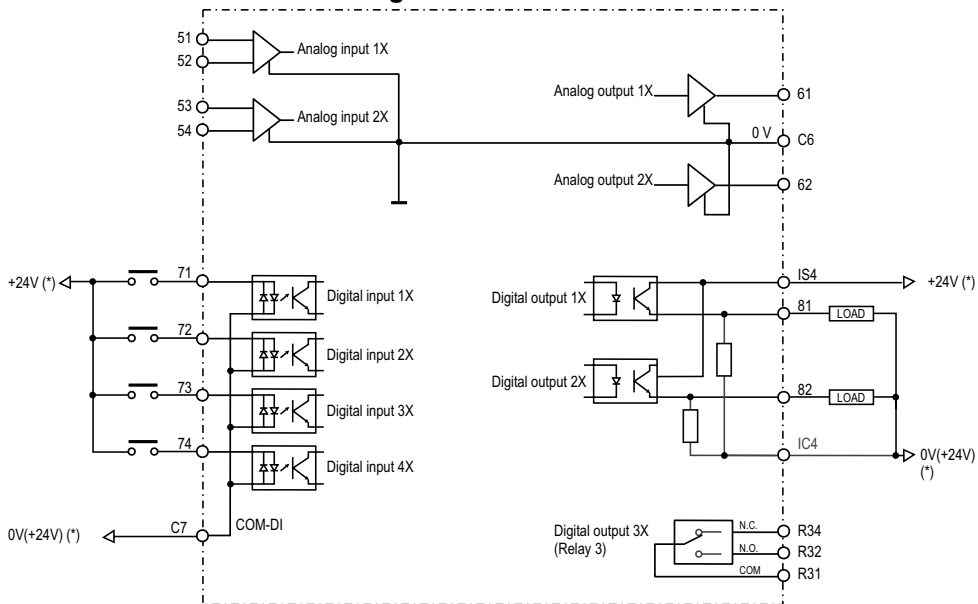 51
52
Analog input 1X
53
54
Analog input 2X
Analog output 1X
61
0 V
C6
Analog output 2X
62
+24V (*)
71
Digital input 1X
72
Digital input 2X
73
Digital input 3X
74
Digital input 4X
0V(+24V) (*)
C7
COM-DI
Digital output 1X
IS4
+24V (*)
81
LOAD
Digital output 2X
82
LOAD
IC4
0V(+24V)
(*)
Digital output 3X
(Relay 3)
N.C.
R34
N.O.
R32
COM
R31